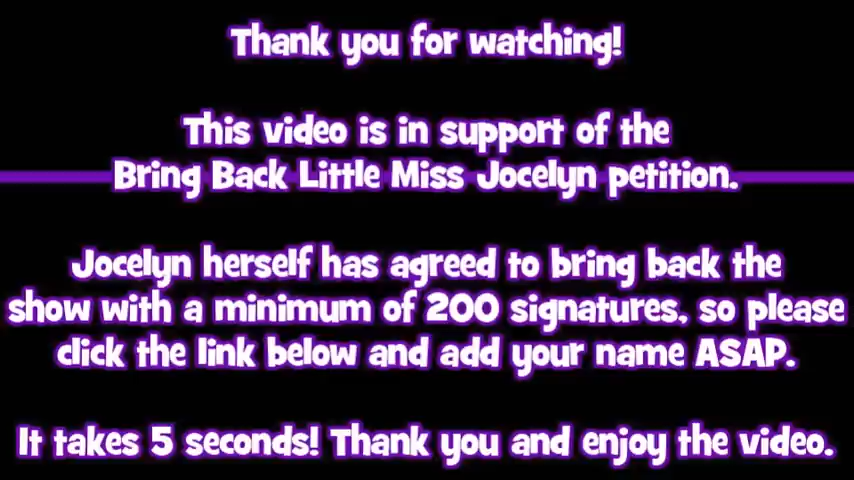 Thank you for watching!
This video is in support of the
Bring Back Little Miss Jocelyn petition.
Jocelyn herself has agreed to bring back the
show with a minimum of 200 signatures, so please
click the link below and add your name ASAP.
It takes 5 seconds! Thank you and enjoy the video.